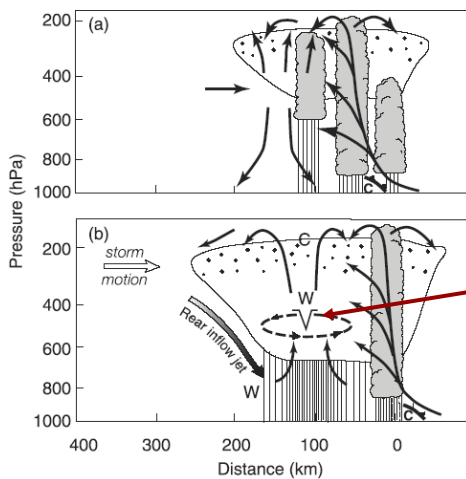 (a)
200
400
600
800
1000
C
Pressure (hPa)
(b)
storm
motion
C
W
Rear inflow jet
W
200
400
600
800
1000
C
400 300 200 100 0
Distance (km)